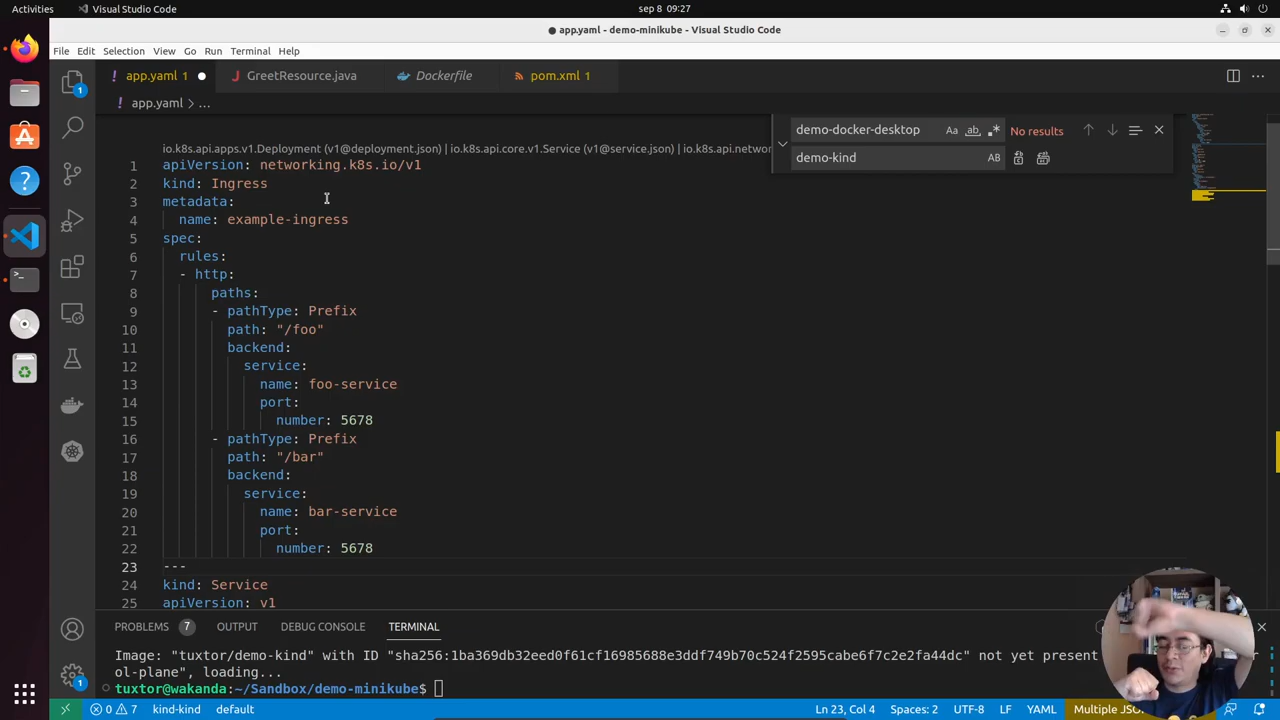 Activities
Visual Studio Code
sep 8 09:27
● app.yaml - demo-minikube - Visual Studio Code
File Edit Selection View Go Run Terminal Help
! app.yaml 1 ●
J GreetResource.java
Dockerfile
pom.xml 1
! app.yaml > ...
demo-docker-desktop
Aa ab .*
No results
demo-kind
AB
io.k8s.api.apps.v1.Deployment (v1@deployment.json) | io.k8s.api.core.v1.Service (v1@service.json) | io.k8s.api.networ
1 apiVersion: networking.k8s.io/v1
2 kind: Ingress
3 metadata:
4 name: example-ingress
5 spec:
6 rules:
7 - http:
8 paths:
9 - pathType: Prefix
10 path: "/foo"
11 backend:
12 service:
13 name: foo-service
14 port:
15 number: 5678
16 - pathType: Prefix
17 path: "/bar"
18 backend:
19 service:
20 name: bar-service
21 port:
22 number: 5678
23 ---
24 kind: Service
25 apiVersion: v1
PROBLEMS 7 OUTPUT DEBUG CONSOLE TERMINAL
Image: "tuxtor/demo-kind" with ID "sha256:1ba369db32eed0f61cf16985688e3ddf749b70c524f2595cabe6f7c2e2fa44dc" not yet present
ol-plane", loading...
tuxtor@wakanda:~/Sandbox/demo-minikube$
0 7 kind-kind default
Ln 23, Col 4 Spaces: 2 UTF-8 LF YAML Multiple JS